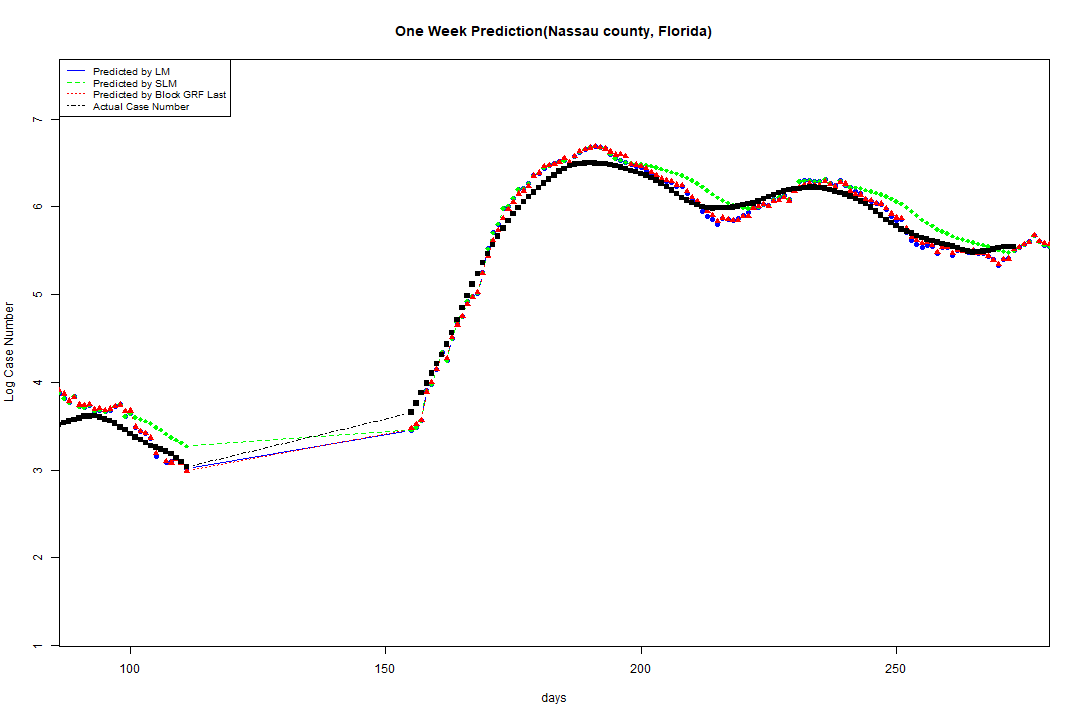 One Week Prediction(Nassau county, Florida)
Predicted by LM
Predicted by SLM
Predicted by Block GRF Last
Actual Case Number
7
6
5
4
3
2
1
Log Case Number
100 150 200 250
days